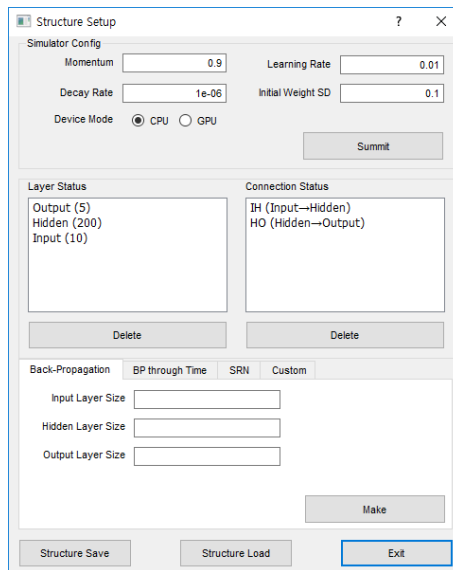 Structure Setup
Simulator Config
Momentum 0.9 Learning Rate 0.01
Decay Rate 1e-06 Initial Weight SD 0.1
Device Mode CPU GPU
Summit
Layer Status
Output (5)
Hidden (200)
Input (10)
Delete
Connection Status
IH (Input→Hidden)
HO (Hidden→Output)
Delete
Back-Propagation BP through Time SRN Custom
Input Layer Size
Hidden Layer Size
Output Layer Size
Make
Structure Save Structure Load Exit